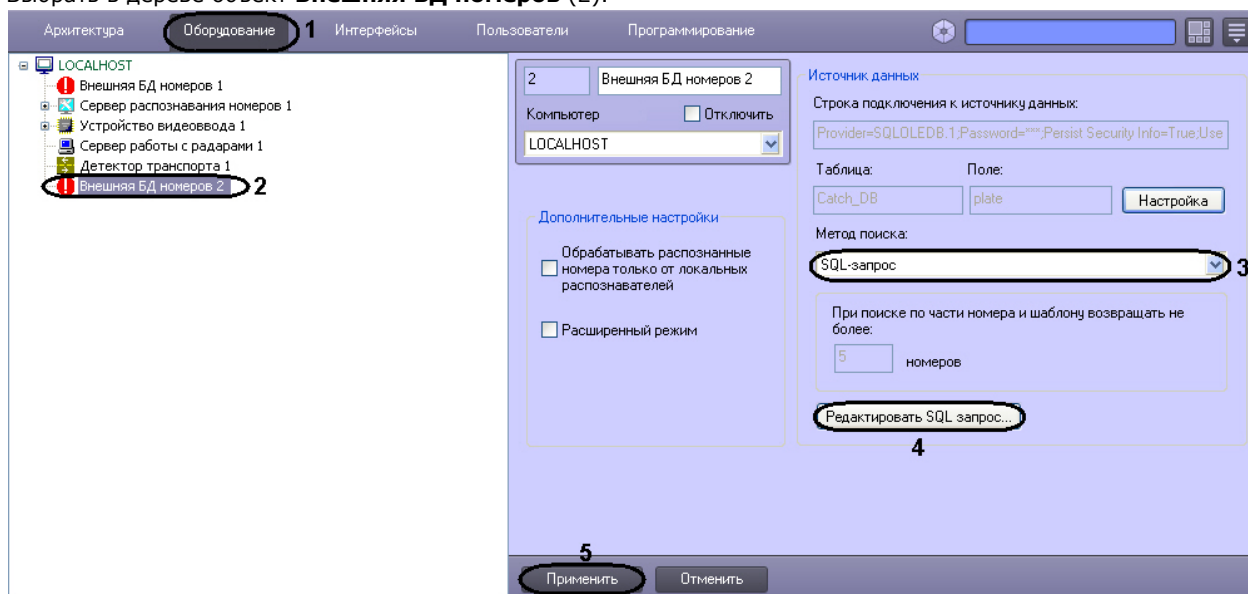 Выбрать в дереве объект Внешняя БД номеров (2).
Архитектура Оборудование 1 Интерфейсы Пользователи Программирование
LOCALHOST
Внешняя БД номеров 1
Сервер распознавания номеров 1
Устройство видеоввода 1
Сервер работы с радарами 1
Детектор транспорта 1
Внешняя БД номеров 2 2
2 Внешняя БД номеров 2
Компьютер Отключить
LOCALHOST
Дополнительные настройки
Обрабатывать распознанные
номера только от локальных
распознавателей
Расширенный режим
Источник данных
Строка подключения к источнику данных:
Provider=SQLOLEDB.1;Password=***;Persist Security Info=True;Use
Таблица: Поле:
Catch_DB plate Настройка
Метод поиска:
SQL-запрос 3
При поиске по части номера и шаблону возвращать не
более:
5 номеров
Редактировать SQL запрос...
4
5
Применить Отменить